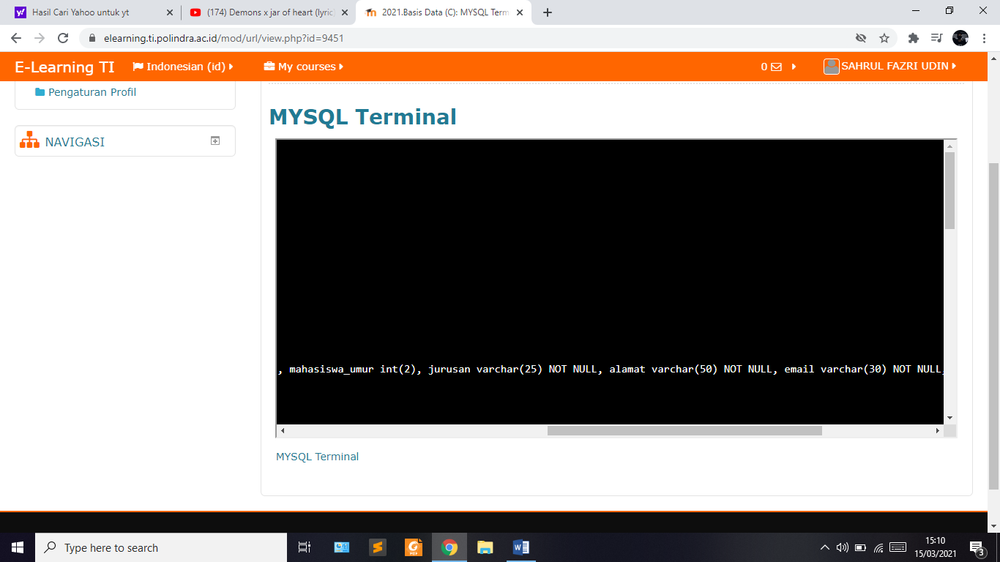 Hasil Cari Yahoo untuk yt
(174) Demons x jar of heart (lyric
2021.Basis Data (C): MYSQL Term
elearning.ti.polindra.ac.id/mod/url/view.php?id=9451
E-Learning TI
Indonesian (id)
My courses
0
SAHRUL FAZRI UDIN
Pengaturan Profil
NAVIGASI
MYSQL Terminal
, mahasiswa_umur int(2), jurusan varchar(25) NOT NULL, alamat varchar(50) NOT NULL, email varchar(30) NOT NULL,
MYSQL Terminal
Type here to search
15:10
15/03/2021
3